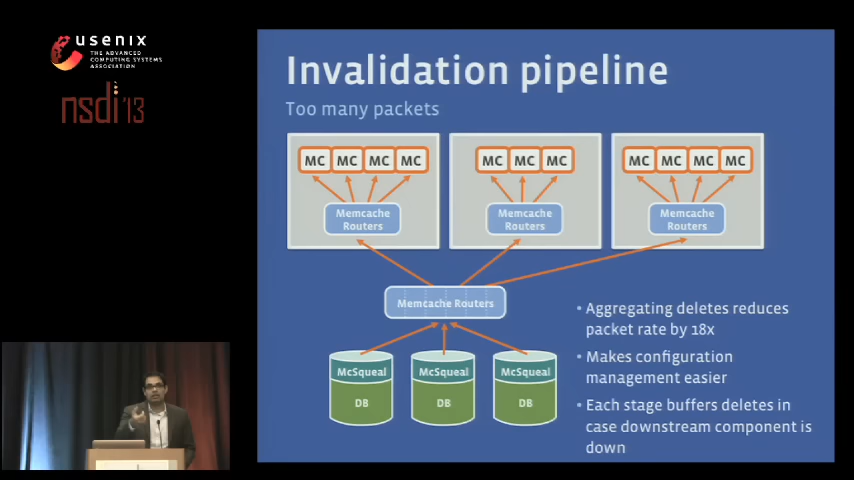 usenix
THE ADVANCED
COMPUTING SYSTEMS
ASSOCIATION
nsdi '13
Invalidation pipeline
Too many packets
MC MC MC MC
MC MC MC
MC MC MC MC
Memcache
Routers
Memcache
Routers
Memcache
Routers
Memcache Routers
McSqueal
DB
McSqueal
DB
McSqueal
DB
• Aggregating deletes reduces
packet rate by 18x
• Makes configuration
management easier
• Each stage buffers deletes in
case downstream component is
down